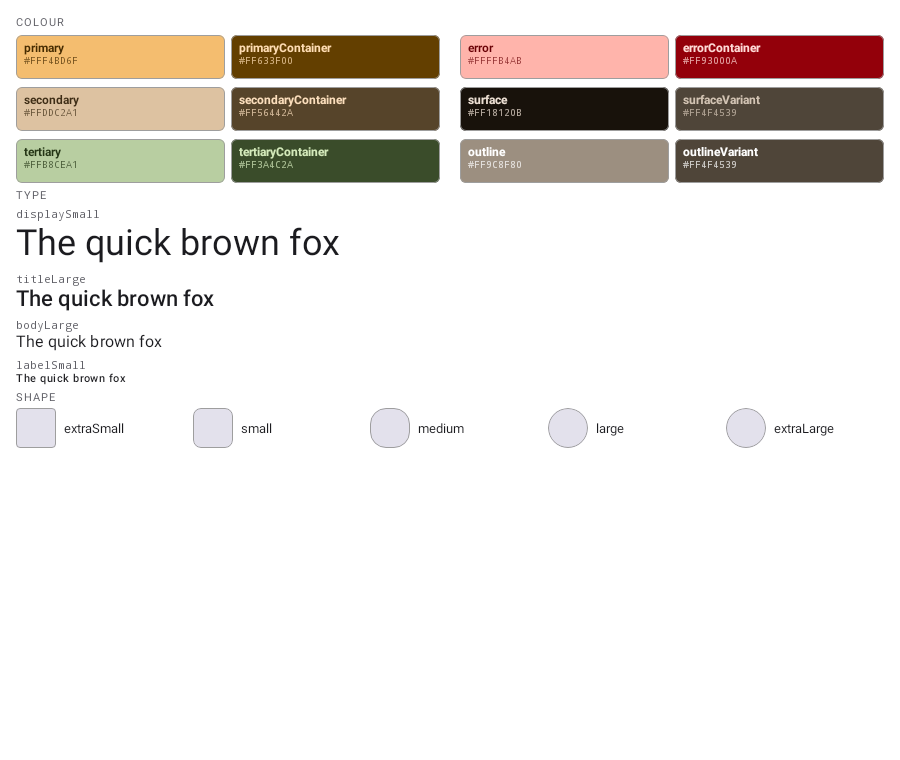 COLOUR
primary
#FFF4BD6F
primaryContainer
#FF633F00
error
#FFFFB4AB
errorContainer
#FF93000A
secondary
#FFDDC2A1
secondaryContainer
#FF56442A
surface
#FF18120B
surfaceVariant
#FF4F4539
tertiary
#FFB8CEA1
tertiaryContainer
#FF3A4C2A
outline
#FF9C8F80
outlineVariant
#FF4F4539
TYPE
displaySmall
The quick brown fox
titleLarge
The quick brown fox
bodyLarge
The quick brown fox
labelSmall
The quick brown fox
SHAPE
extraSmall
small
medium
large
extraLarge